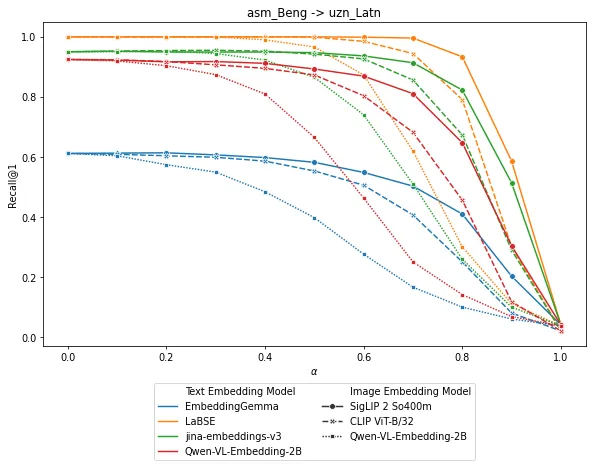 asm_Beng -> uzn_Latn
Recall@1
1.0
0.8
0.6
0.4
0.2
0.0
0.0 0.2 0.4 0.6 0.8 1.0
α
Text Embedding Model Image Embedding Model
EmbeddingGemma SigLIP 2 So400m
LaBSE CLIP ViT-B/32
jina-embeddings-v3 Qwen-VL-Embedding-2B
Qwen-VL-Embedding-2B